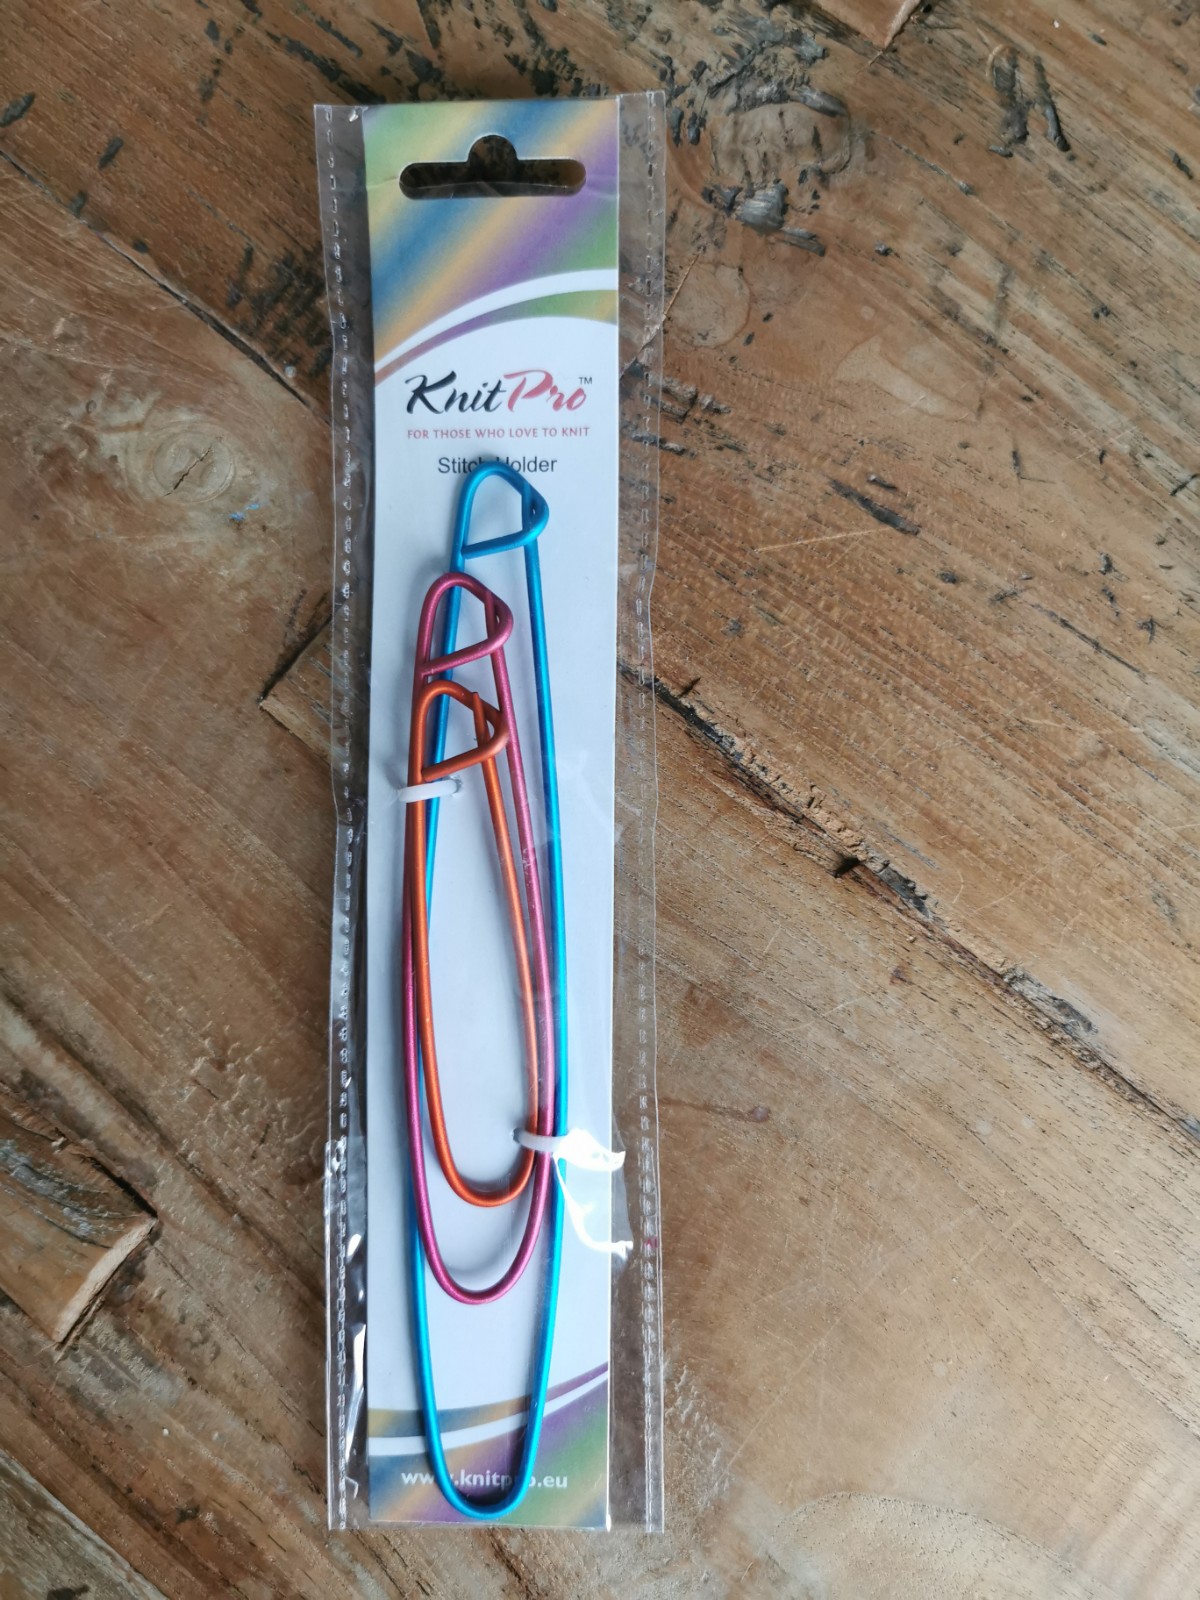 KnitPro™
FOR THOSE WHO LOVE TO KNIT
Stitch Holder
www.knitpro.eu